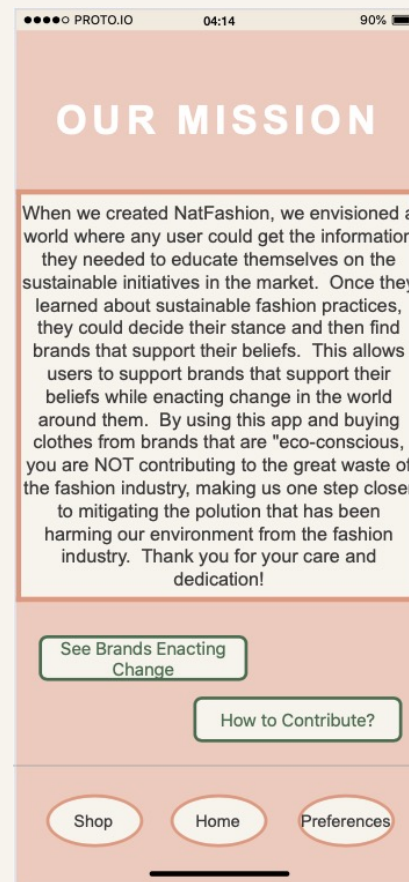 PROTO.IO 04:14 90%
OUR MISSION
When we created NatFashion, we envisioned a
world where any user could get the information
they needed to educate themselves on the
sustainable initiatives in the market.  Once they
learned about sustainable fashion practices,
they could decide their stance and then find
brands that support their beliefs.  This allows
users to support brands that support their
beliefs while enacting change in the world
around them.  By using this app and buying
clothes from brands that are "eco-conscious,
you are NOT contributing to the great waste of
the fashion industry, making us one step closer
to mitigating the polution that has been
harming our environment from the fashion
industry.  Thank you for your care and
dedication!
See Brands Enacting
Change
How to Contribute?
Shop Home Preferences